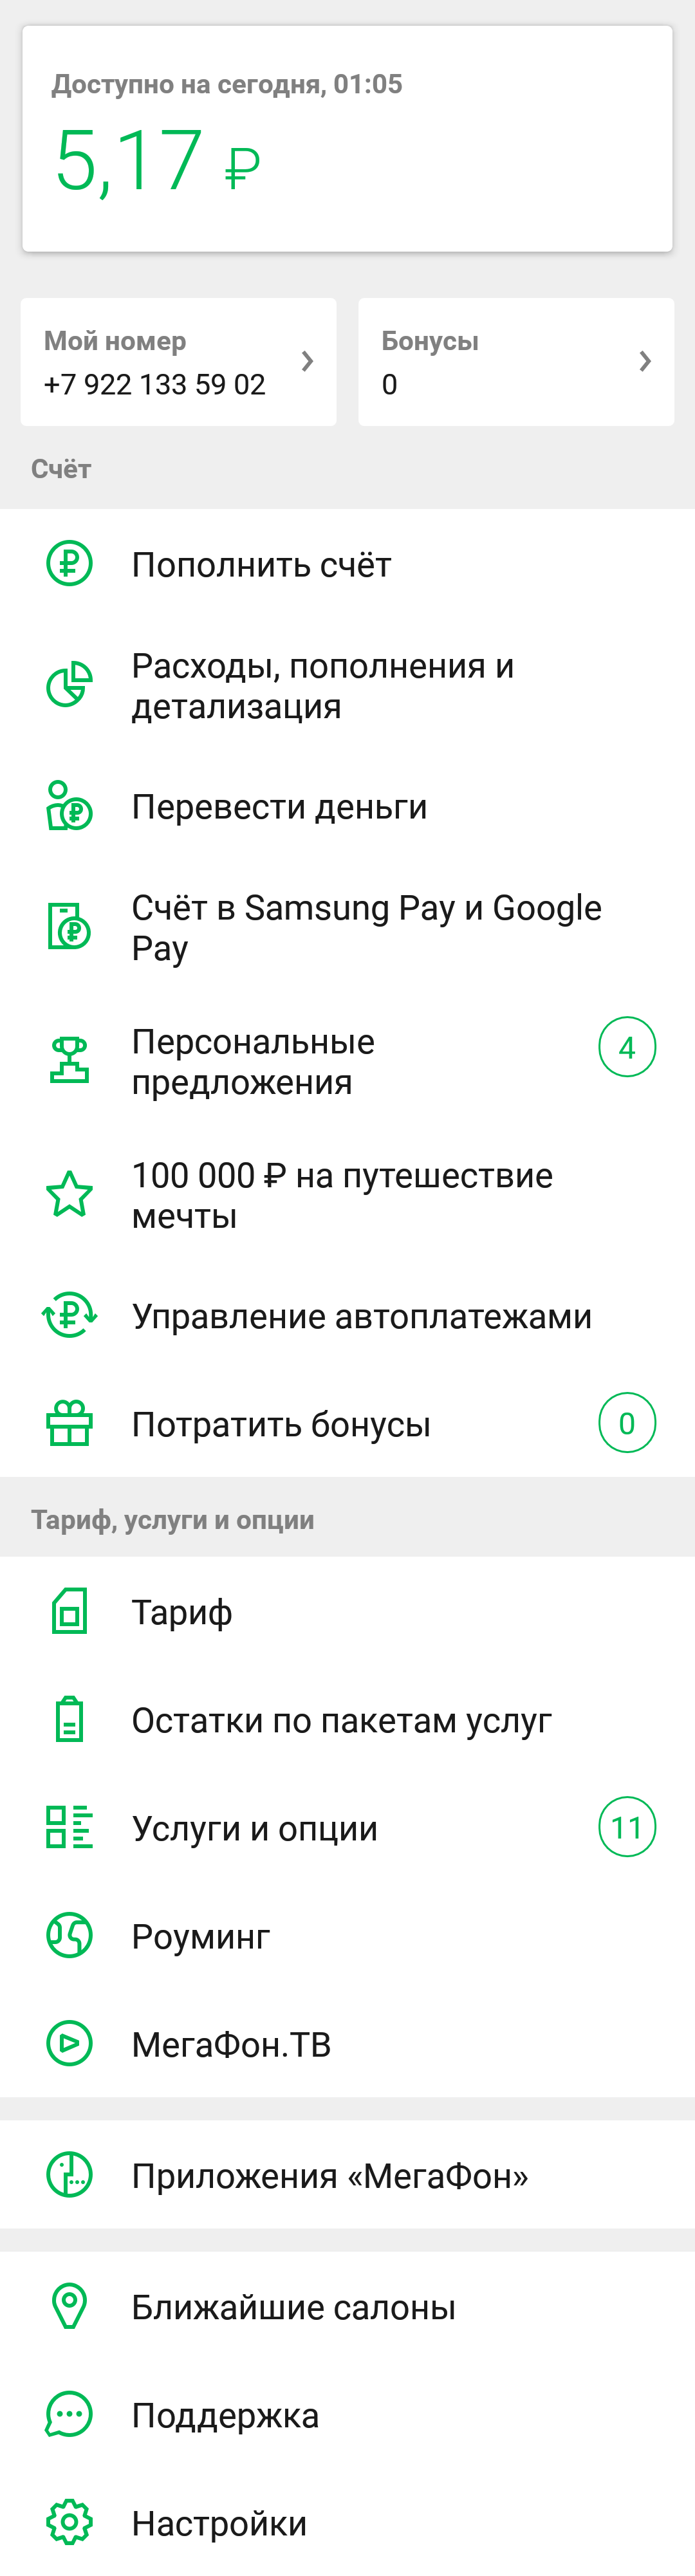 Доступно на сегодня, 01:05
5,17 ₽
Мой номер
+7 922 133 59 02
Бонусы
0
Счёт
Пополнить счёт
Расходы, пополнения и
детализация
Перевести деньги
Счёт в Samsung Pay и Google
Pay
Персональные
предложения
4
100 000 ₽ на путешествие
мечты
Управление автоплатежами
Потратить бонусы
0
Тариф, услуги и опции
Тариф
Остатки по пакетам услуг
Услуги и опции
11
Роуминг
МегаФон.ТВ
Приложения «МегаФон»
Ближайшие салоны
Поддержка
Настройки